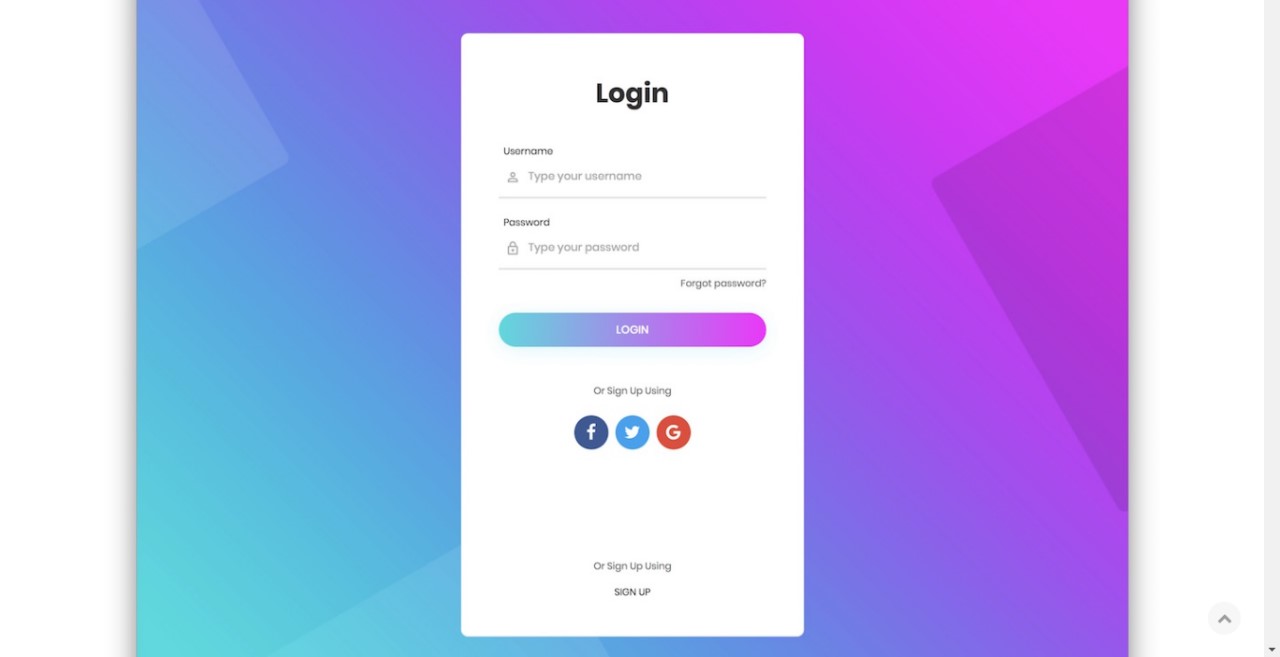 Login
Username
Type your username
Password
Type your password
Forgot password?
LOGIN
Or Sign Up Using
Or Sign Up Using
SIGN UP